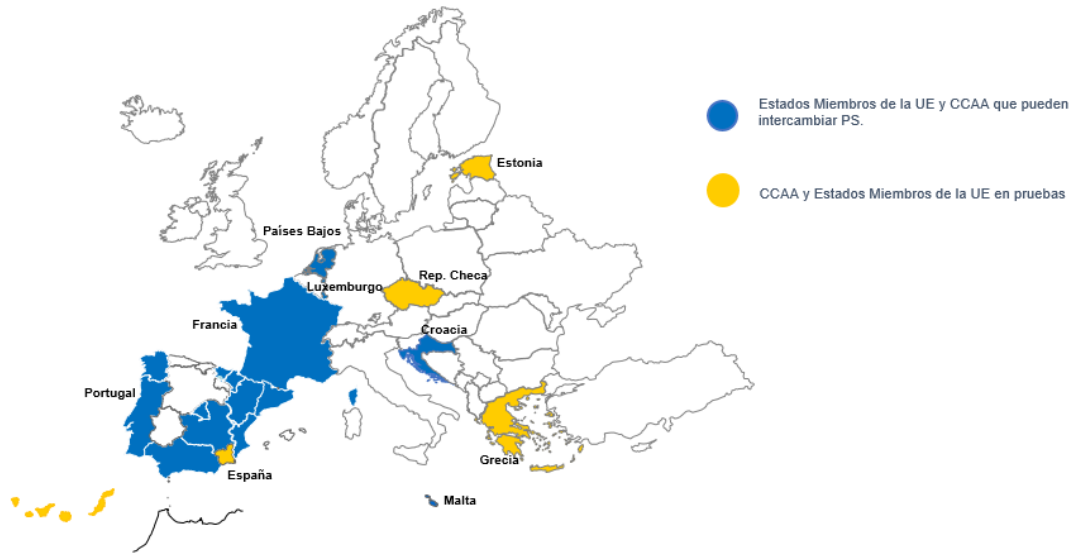 Estados Miembros de la UE y CCAA que pueden
intercambiar PS.
Estonia
CCAA y Estados Miembros de la UE en pruebas
Países Bajos
Rep. Checa
Luxemburgo
Francia
Croacia
Portugal
Grecia
España
Malta